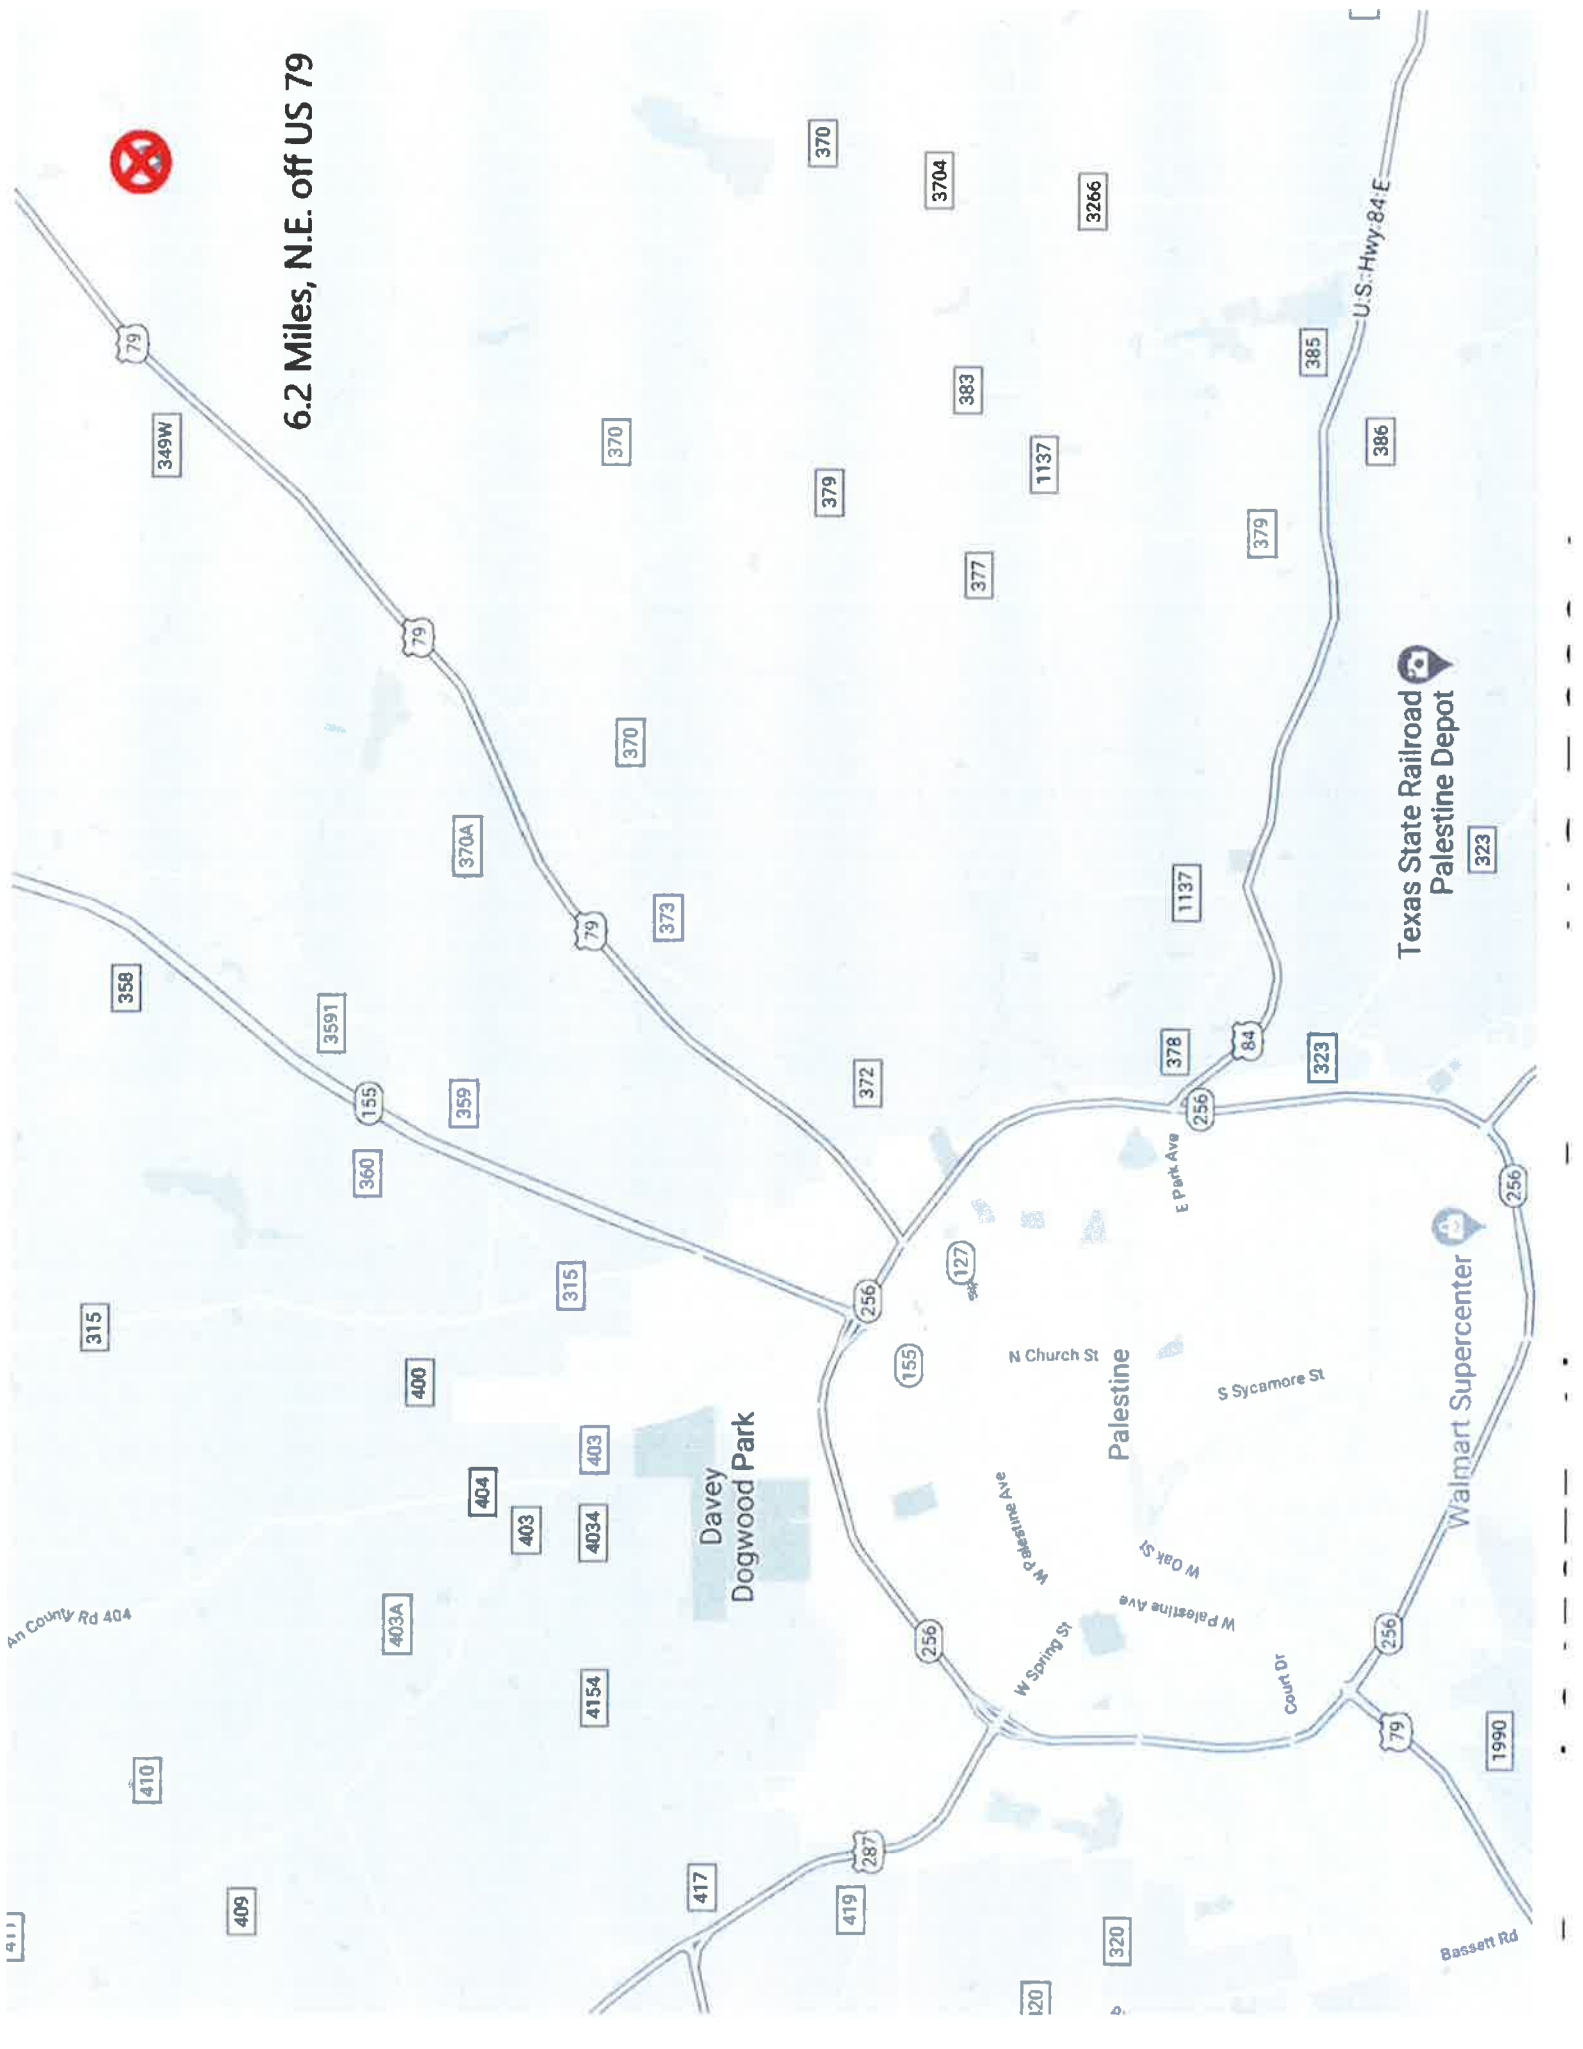 An County Rd 404
315
358
79
410
349W
409
6.2 Miles, N.E. off US 79
3591
360
155
403A
79
400
359
370A
404
403
315
79
4154
4034
403
370
370
373
417
Davey
Dogwood Park
370
379
419
287
256
372
155
256
3704
127
383
377
W Palestine Ave
W Spring St
N Church St
1137
3266
320
Palestine
W Oak St
W Palestine Ave
378
E Park Ave
1137
256
84
379
S Sycamore St
Court Dr
385
323
U.S. Hwy 84 E
386
256
79
Texas State Railroad
Palestine Depot
Walmart Supercenter
Bassett Rd
323
1990
256